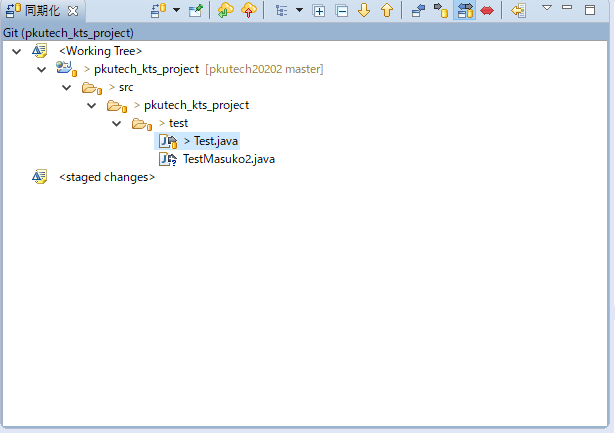 同期化
Git (pkutech_kts_project)
<Working Tree>
> pkutech_kts_project [pkutech20202 master]
> src
> pkutech_kts_project
> test
> Test.java
TestMasuko2.java
<staged changes>